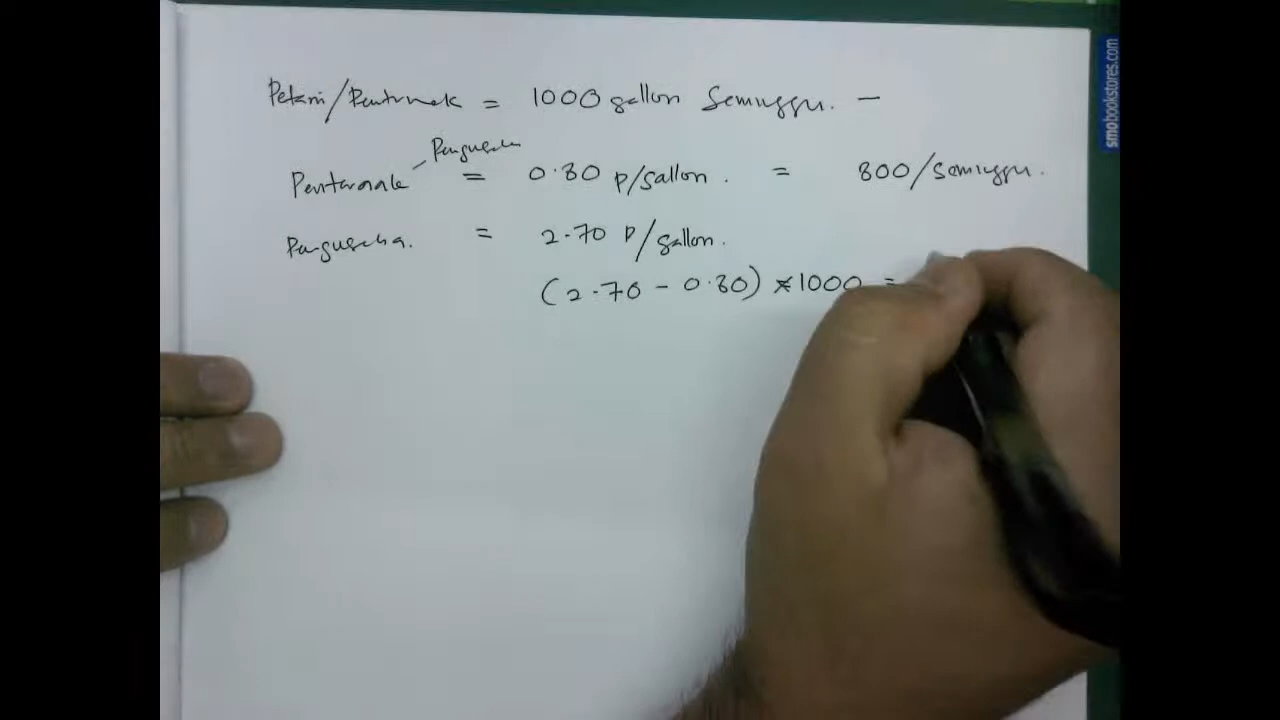 Petani/Penternak = 1000 gallon Seminggu. —
Pengusaha
Penternak = 0.80 P/gallon. = 800/Seminggu.
Pengusaha. = 2.70 P/gallon.
(2.70 - 0.80) × 1000 =
smobookstores.com